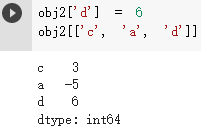 obj2['d'] = 6
obj2[['c', 'a', 'd']]
c 3
a -5
d 6
dtype: int64